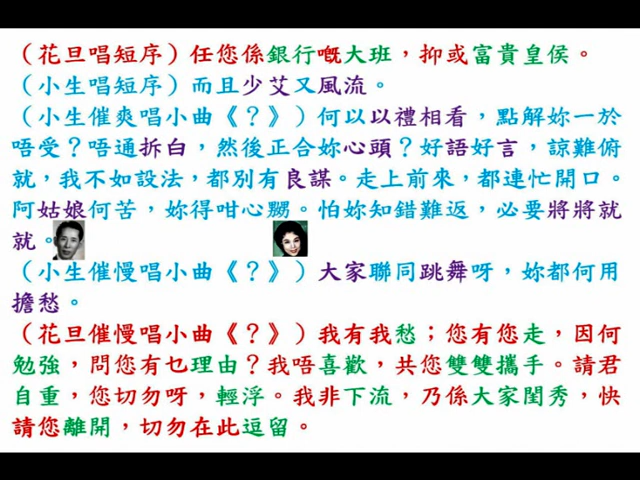 （花旦唱短序）任您係銀行嘅大班，抑或富貴皇侯。
（小生唱短序）而且少艾又風流。
（小生催爽唱小曲《？》）何以以禮相看，點解妳一於
唔受？唔通拆白，然後正合妳心頭？好語好言，諒難俯
就，我不如設法，都別有良謀。走上前來，都連忙開口。
阿姑娘何苦，妳得咁心嬲。怕妳知錯難返，必要將將就
就。
（小生催慢唱小曲《？》）大家聯同跳舞呀，妳都何用
擔愁。
（花旦催慢唱小曲《？》）我有我愁；您有您走，因何
勉強，問您有乜理由？我唔喜歡，共您雙雙攜手。請君
自重，您切勿呀，輕浮。我非下流，乃係大家閨秀，快
請您離開，切勿在此逗留。